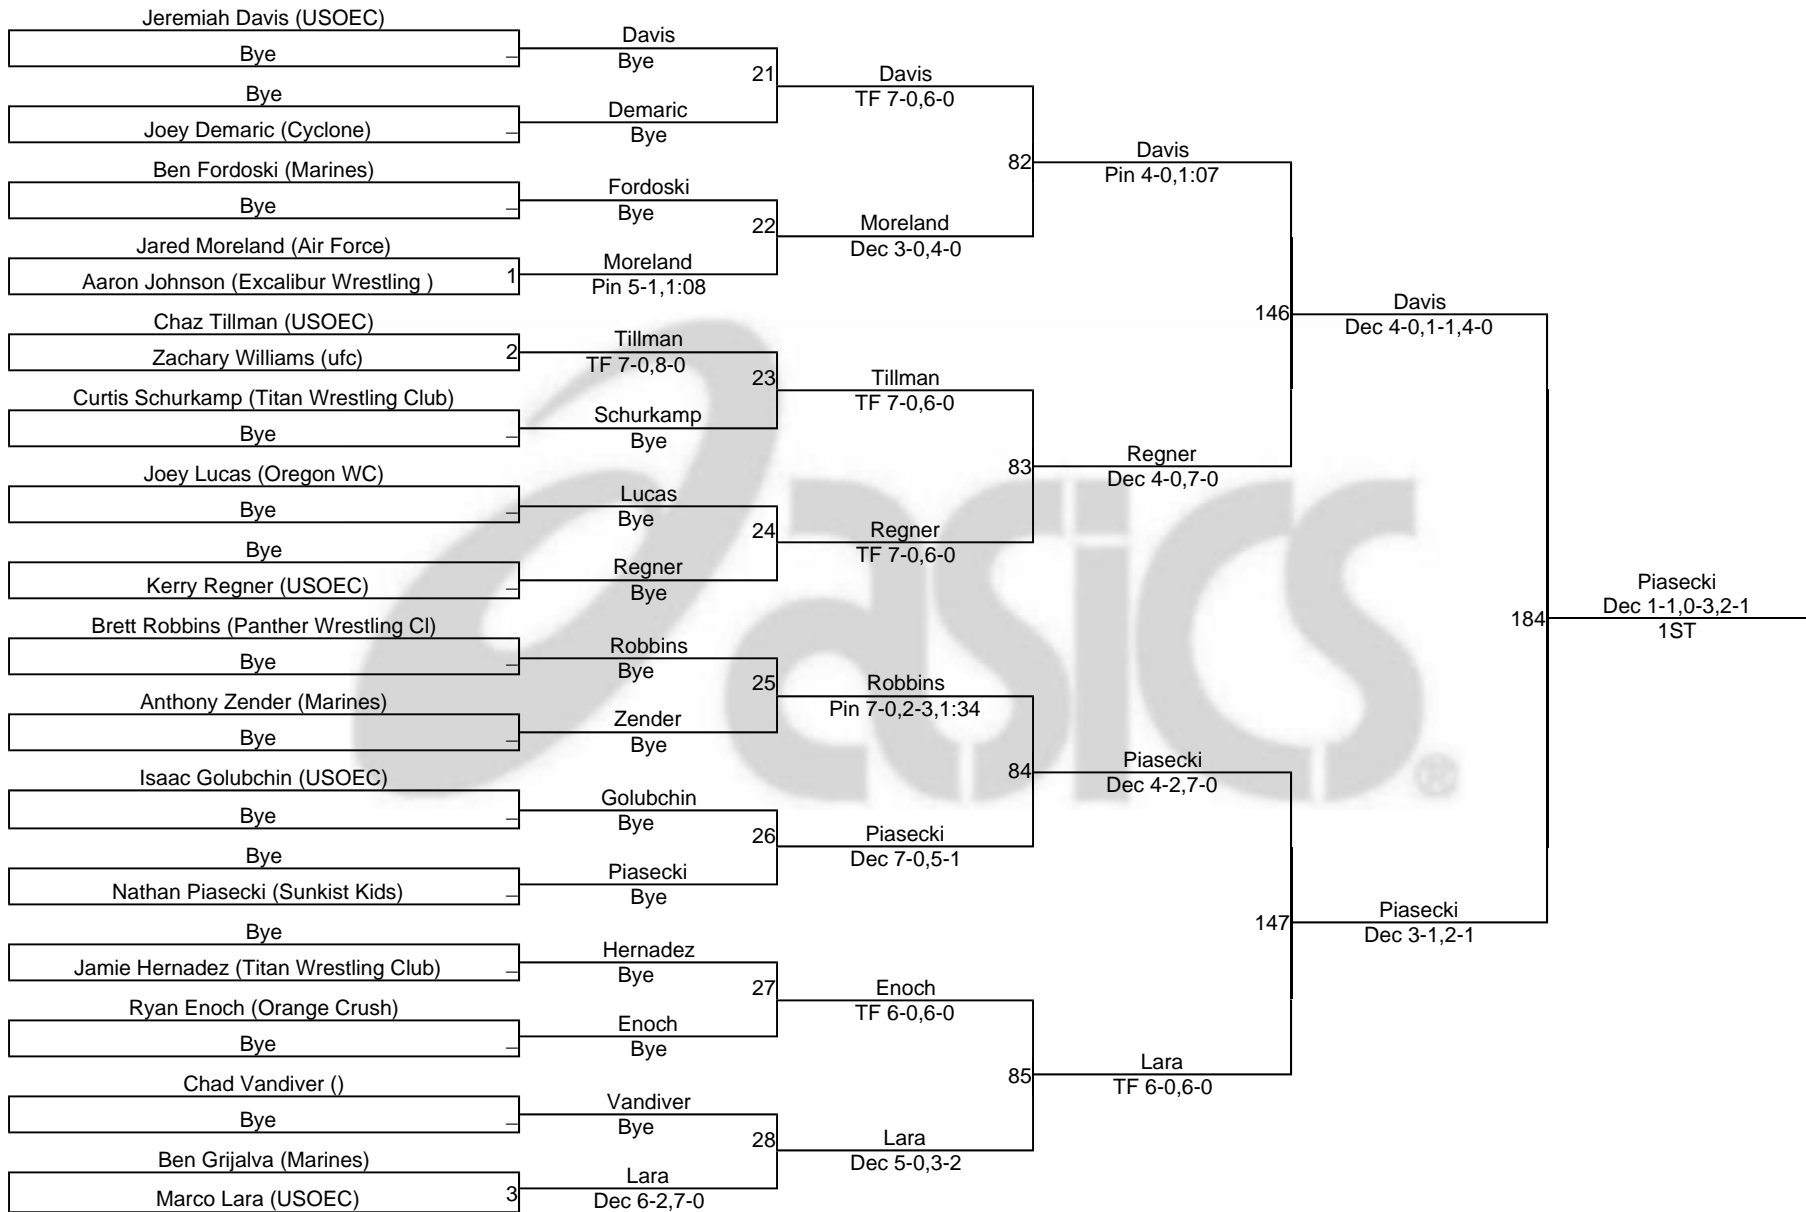 Jeremiah Davis (USOEC)
Bye
_
Bye
Joey Demaric (Cyclone)
_
Ben Fordoski (Marines)
Bye
_
Jared Moreland (Air Force)
Aaron Johnson (Excalibur Wrestling )
1
Chaz Tillman (USOEC)
Zachary Williams (ufc)
2
Curtis Schurkamp (Titan Wrestling Club)
Bye
_
Joey Lucas (Oregon WC)
Bye
_
Bye
Kerry Regner (USOEC)
_
Brett Robbins (Panther Wrestling Cl)
Bye
_
Anthony Zender (Marines)
Bye
_
Isaac Golubchin (USOEC)
Bye
_
Bye
Nathan Piasecki (Sunkist Kids)
_
Bye
Jamie Hernadez (Titan Wrestling Club)
_
Ryan Enoch (Orange Crush)
Bye
_
Chad Vandiver ()
Bye
_
Ben Grijalva (Marines)
Marco Lara (USOEC)
3
Davis
Bye
21
Demaric
Bye
Fordoski
Bye
22
Moreland
Pin 5-1,1:08
Tillman
TF 7-0,8-0
23
Schurkamp
Bye
Lucas
Bye
24
Regner
Bye
Robbins
Bye
25
Zender
Bye
Golubchin
Bye
26
Piasecki
Bye
Hernadez
Bye
27
Enoch
Bye
Vandiver
Bye
28
Lara
Dec 6-2,7-0
Davis
TF 7-0,6-0
82
Moreland
Dec 3-0,4-0
Tillman
TF 7-0,6-0
83
Regner
TF 7-0,6-0
Robbins
Pin 7-0,2-3,1:34
84
Piasecki
Dec 7-0,5-1
Enoch
TF 6-0,6-0
85
Lara
Dec 5-0,3-2
Davis
Pin 4-0,1:07
146
Regner
Dec 4-0,7-0
Piasecki
Dec 4-2,7-0
147
Lara
TF 6-0,6-0
Davis
Dec 4-0,1-1,4-0
184
Piasecki
Dec 3-1,2-1
Piasecki
Dec 1-1,0-3,2-1
1ST
asics®